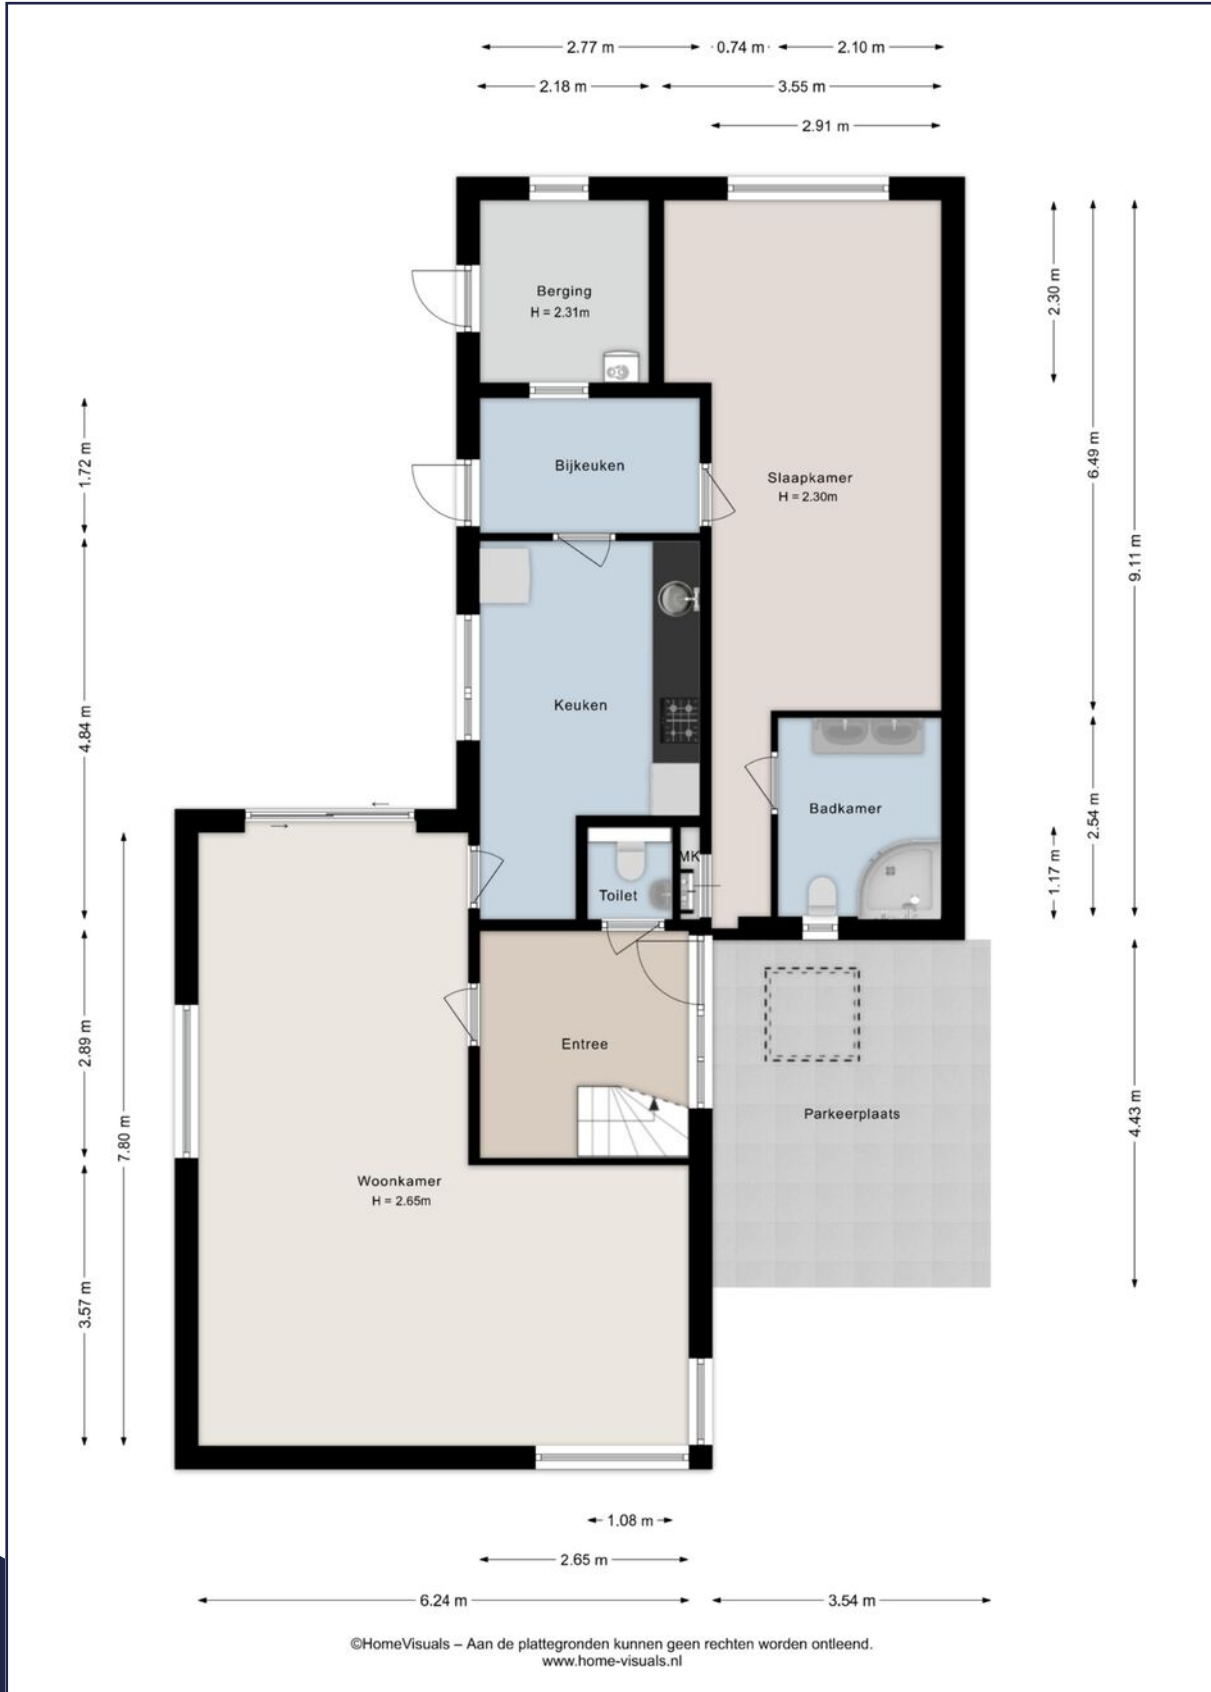 2.77 m 0.74 m 2.10 m
2.18 m 3.55 m
2.91 m
Berging
H = 2.31m
2.30 m
1.72 m
Bijkeuken
Slaapkamer
H = 2.30m
6.49 m
9.11 m
4.84 m
Keuken
Badkamer
2.54 m
MK
1.17 m
Toilet
2.89 m
Entree
7.80 m
Parkeerplaats
4.43 m
Woonkamer
H = 2.65m
3.57 m
1.08 m
2.65 m
6.24 m 3.54 m
©HomeVisuals – Aan de plattegronden kunnen geen rechten worden ontleend.
www.home-visuals.nl